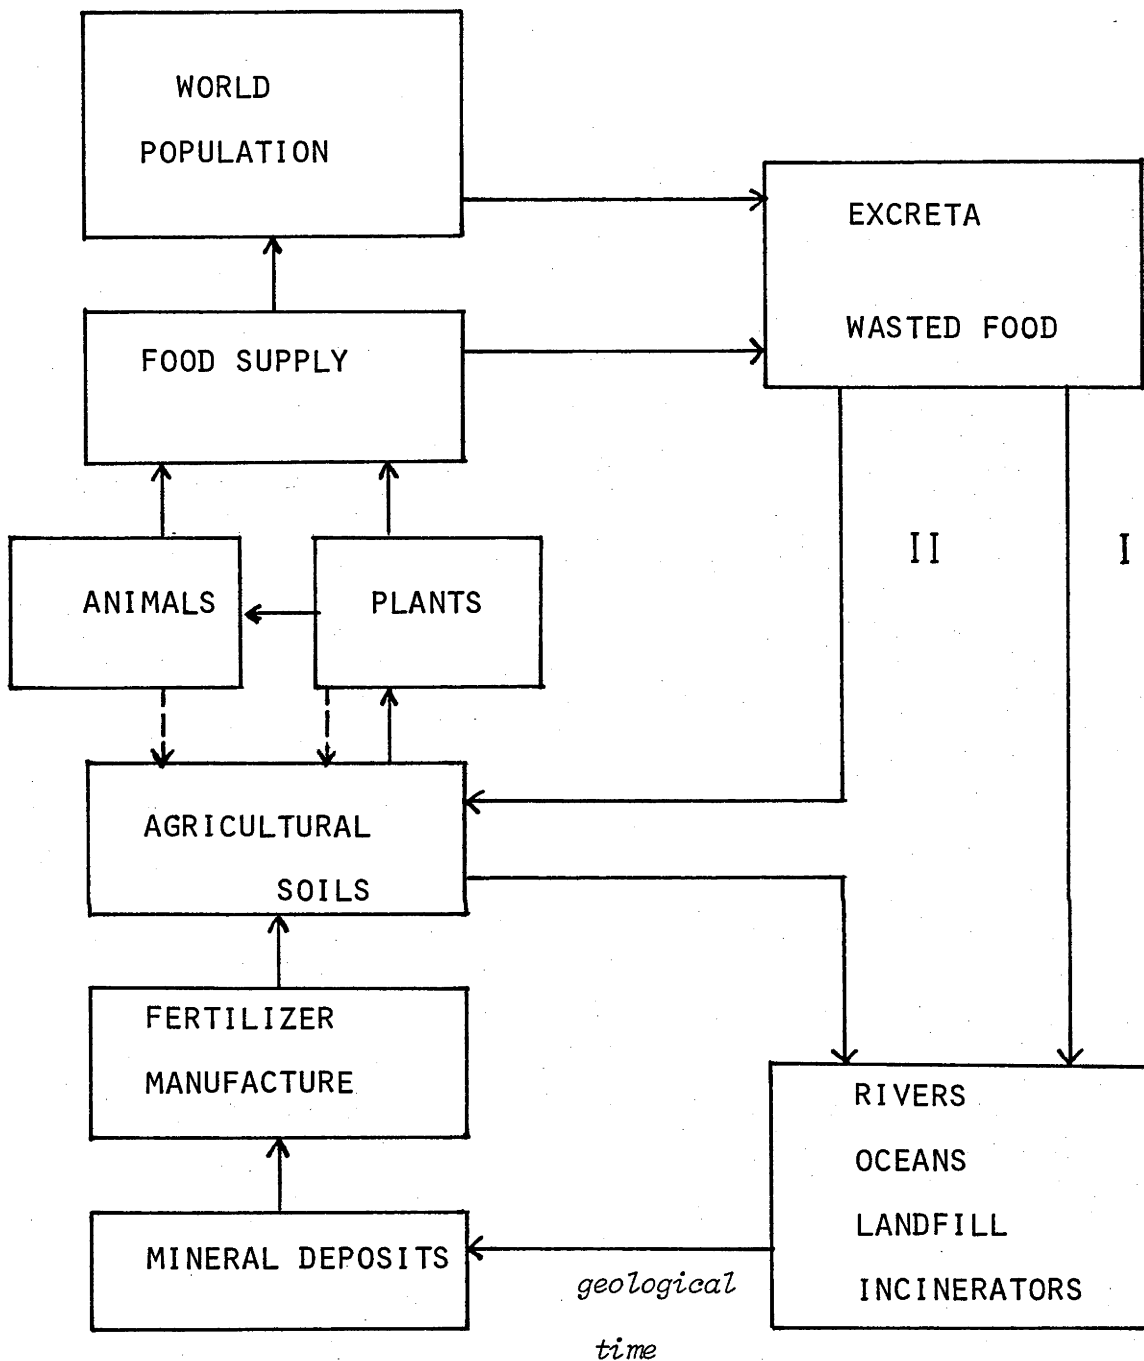 WORLD
POPULATION
EXCRETA
WASTED FOOD
FOOD SUPPLY
II
I
ANIMALS
PLANTS
AGRICULTURAL
SOILS
FERTILIZER
MANUFACTURE
RIVERS
OCEANS
LANDFILL
INCINERATORS
MINERAL DEPOSITS
geological
time